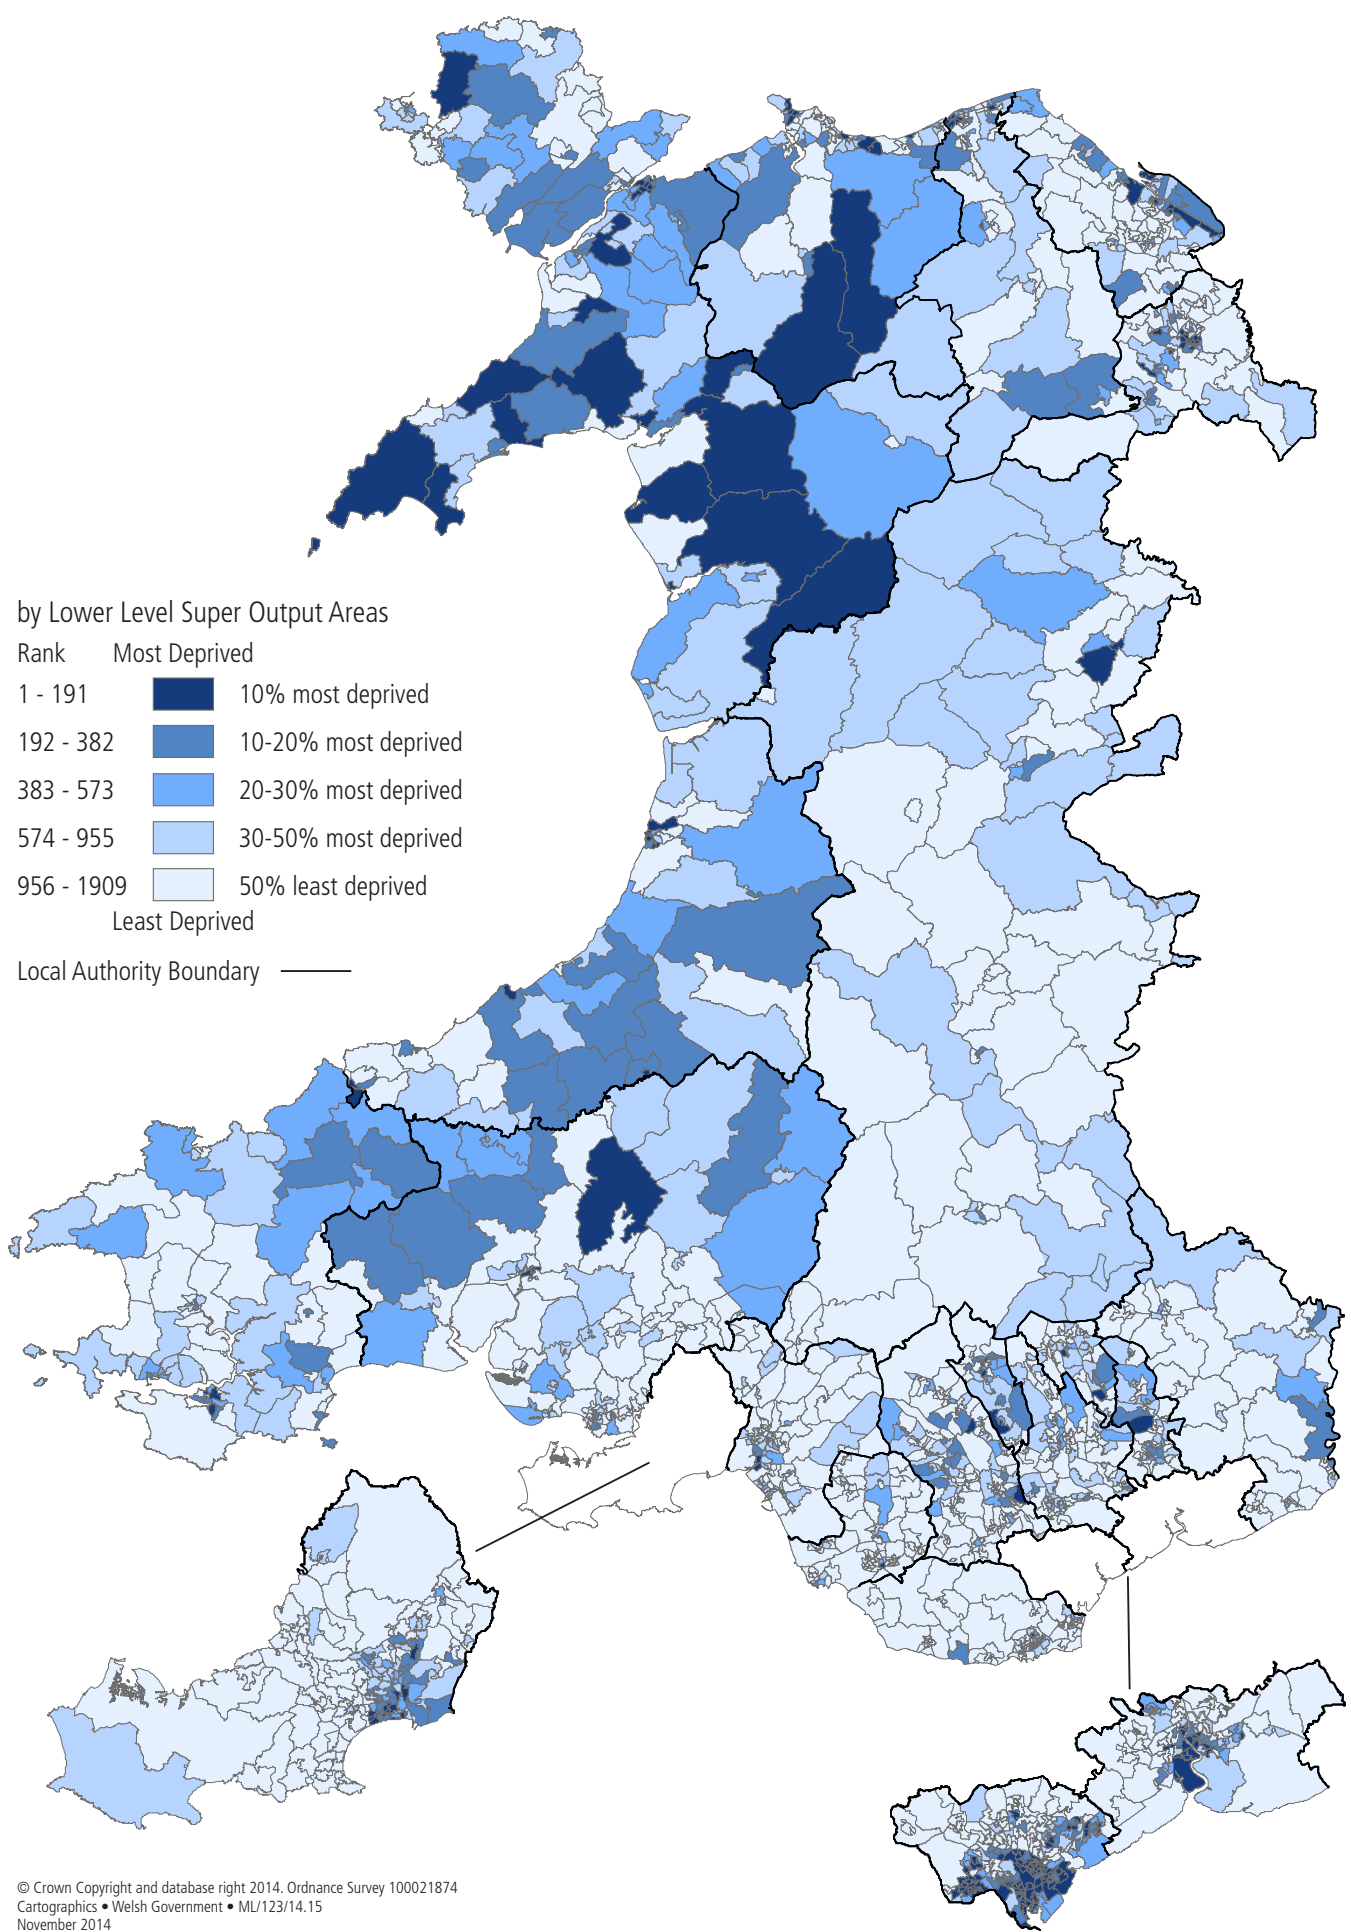 by Lower Level Super Output Areas
Rank Most Deprived
1 - 191 10% most deprived
192 - 382 10-20% most deprived
383 - 573 20-30% most deprived
574 - 955 30-50% most deprived
956 - 1909 50% least deprived
Least Deprived
Local Authority Boundary
© Crown Copyright and database right 2014. Ordnance Survey 100021874
Cartographics • Welsh Government • ML/123/14.15
November 2014